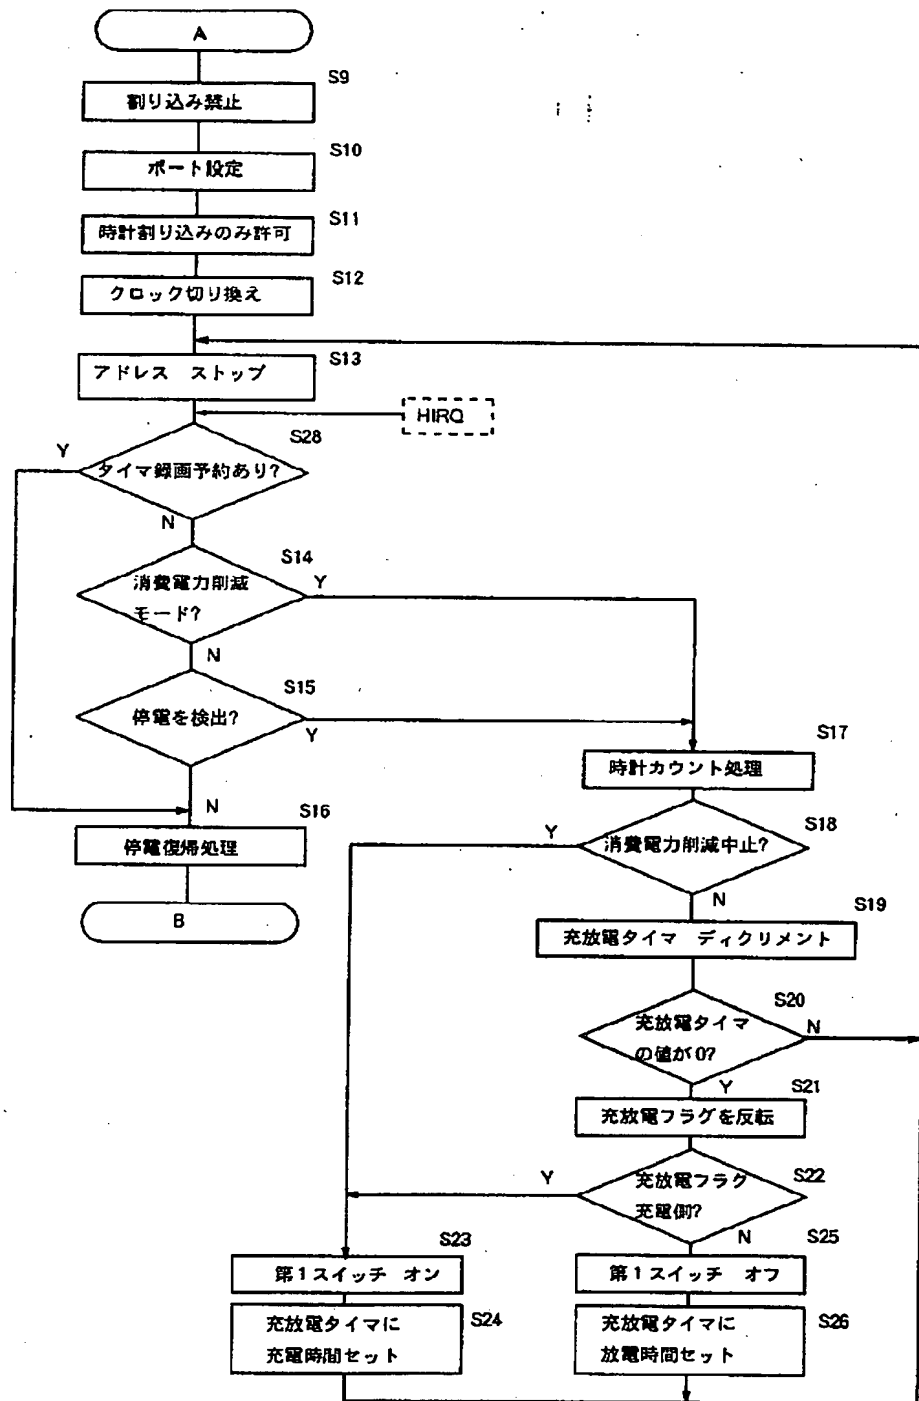 A
S9
割り込み禁止
S10
ポート設定
S11
時計割り込みのみ許可
S12
クロック切り換え
S13
アドレス ストップ
HIRQ
S28
Y
タイマ録画予約あり?
N
S14
消費電力削減
モード?
Y
N
S15
停電を検出?
Y
N
S16
停電復帰処理
B
S17
時計カウント処理
S18
Y
消費電力削減中止?
N
S19
充放電タイマ ディクリメント
S20
充放電タイマ
の値が0?
N
Y
S21
充放電フラグを反転
S22
Y
充放電フラグ
充電側?
N
S23
第1スイッチ オン
S24
充放電タイマに
充電時間セット
S25
第1スイッチ オフ
S26
充放電タイマに
放電時間セット